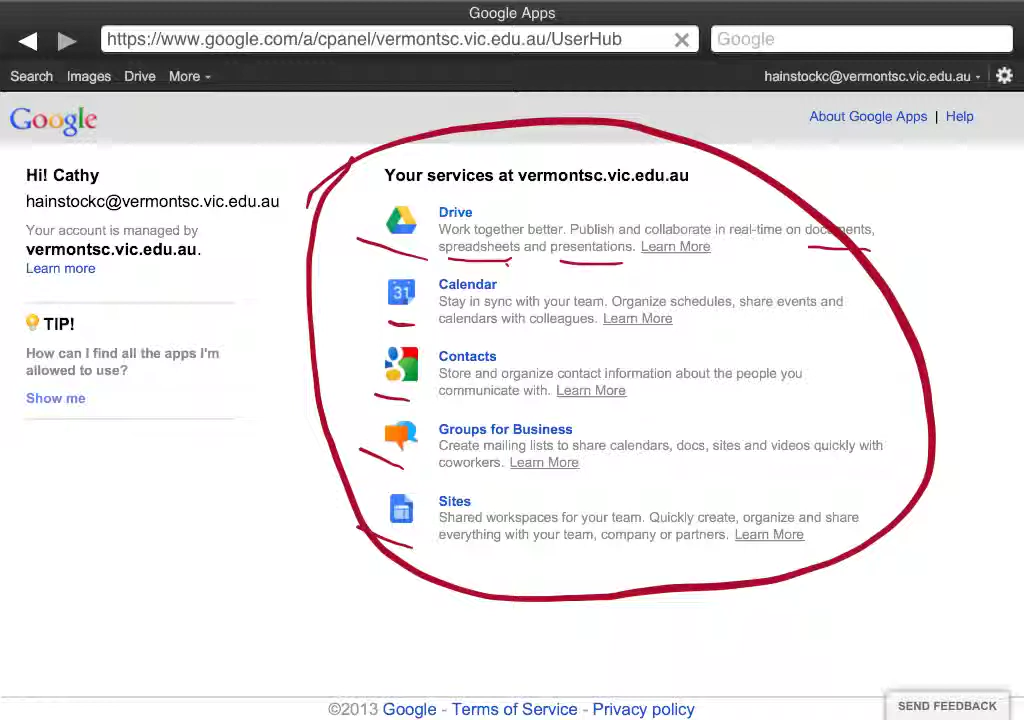 Google Apps
https://www.google.com/a/cpanel/vermontsc.vic.edu.au/UserHub
Google
Search Images Drive More
hainstockc@vermontsc.vic.edu.au
Google
About Google Apps | Help
Hi! Cathy
hainstockc@vermontsc.vic.edu.au
Your account is managed by
vermontsc.vic.edu.au.
Learn more
TIP!
How can I find all the apps I'm
allowed to use?
Show me
Your services at vermontsc.vic.edu.au
Drive
Work together better. Publish and collaborate in real-time on documents,
spreadsheets and presentations. Learn More
31
Calendar
Stay in sync with your team. Organize schedules, share events and
calendars with colleagues. Learn More
Contacts
Store and organize contact information about the people you
communicate with. Learn More
Groups for Business
Create mailing lists to share calendars, docs, sites and videos quickly with
coworkers. Learn More
Sites
Shared workspaces for your team. Quickly create, organize and share
everything with your team, company or partners. Learn More
©2013 Google - Terms of Service - Privacy policy
SEND FEEDBACK